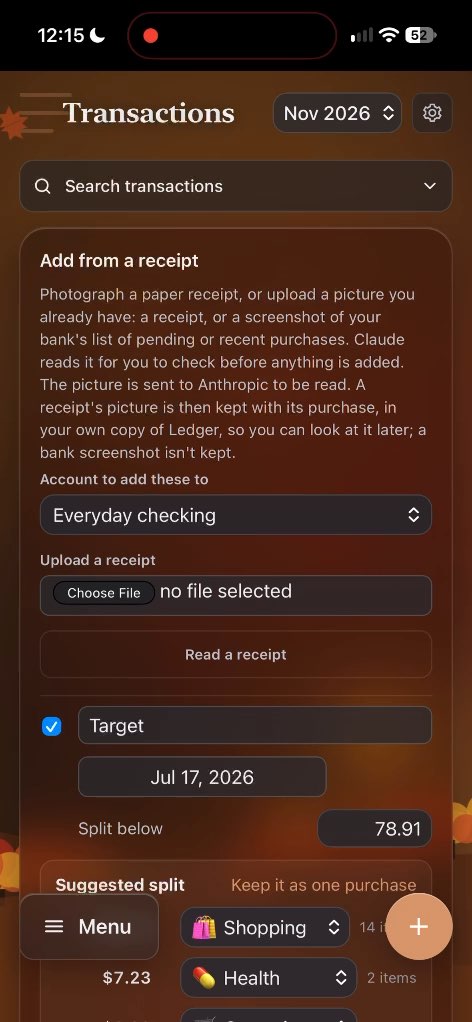 12:15
52
Transactions
Nov 2026
Search transactions
Add from a receipt
Photograph a paper receipt, or upload a picture you
already have: a receipt, or a screenshot of your
bank's list of pending or recent purchases. Claude
reads it for you to check before anything is added.
The picture is sent to Anthropic to be read. A
receipt's picture is then kept with its purchase, in
your own copy of Ledger, so you can look at it later; a
bank screenshot isn't kept.
Account to add these to
Everyday checking
Upload a receipt
Choose File no file selected
Read a receipt
Target
Jul 17, 2026
Split below 78.91
Suggested split Keep it as one purchase
Menu Shopping 14
$7.23 Health 2 items